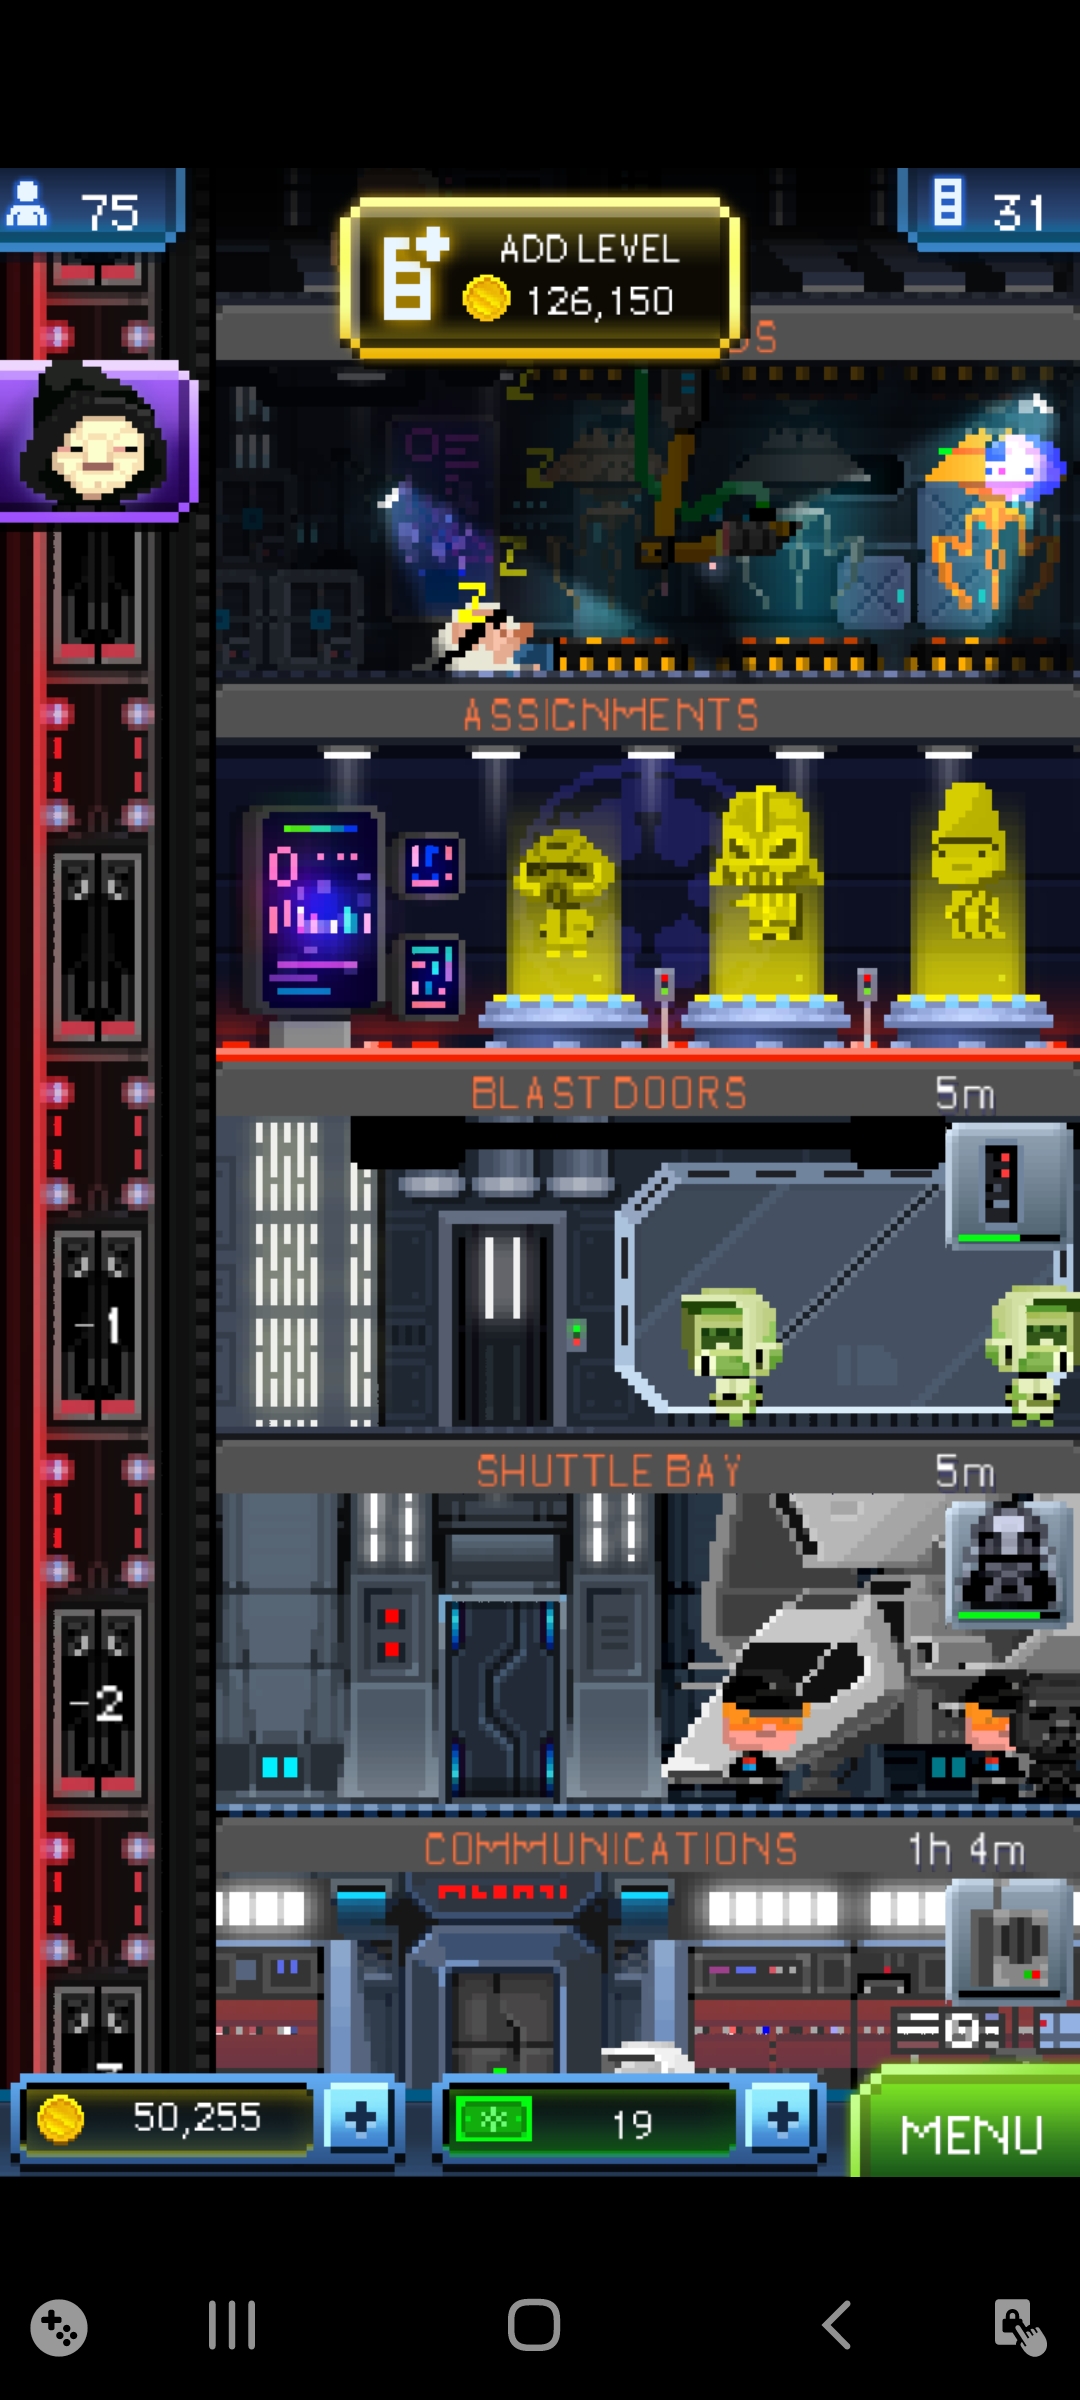 75
ADD LEVEL
126,150
31
ASSIGNMENTS
BLAST DOORS 5m
-1
SHUTTLE BAY 5m
-2
COMMUNICATIONS 1h 4m
50,255
19
MENU